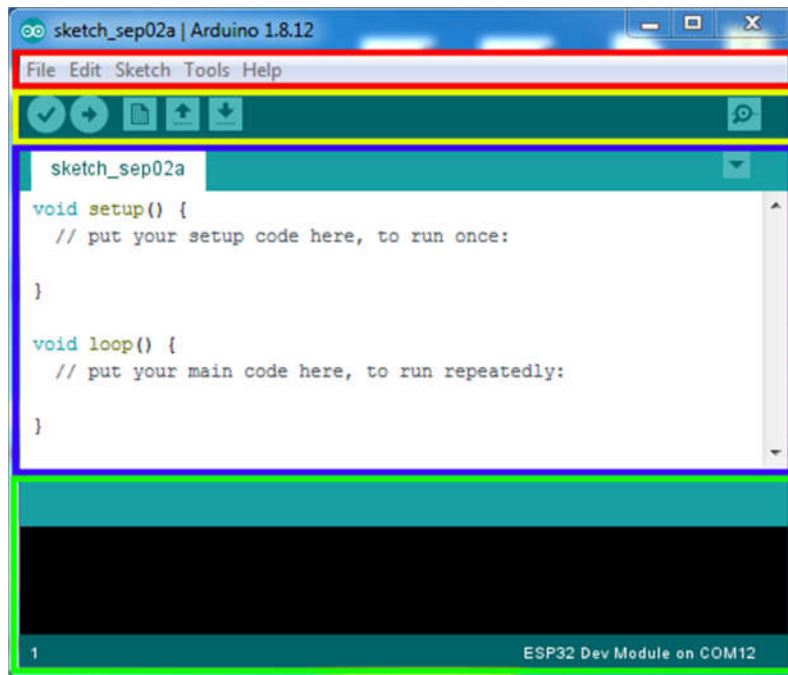 sketch_sep02a | Arduino 1.8.12
File Edit Sketch Tools Help
sketch_sep02a
void setup() {
  // put your setup code here, to run once:
}
void loop() {
  // put your main code here, to run repeatedly:
}
1 ESP32 Dev Module on COM12